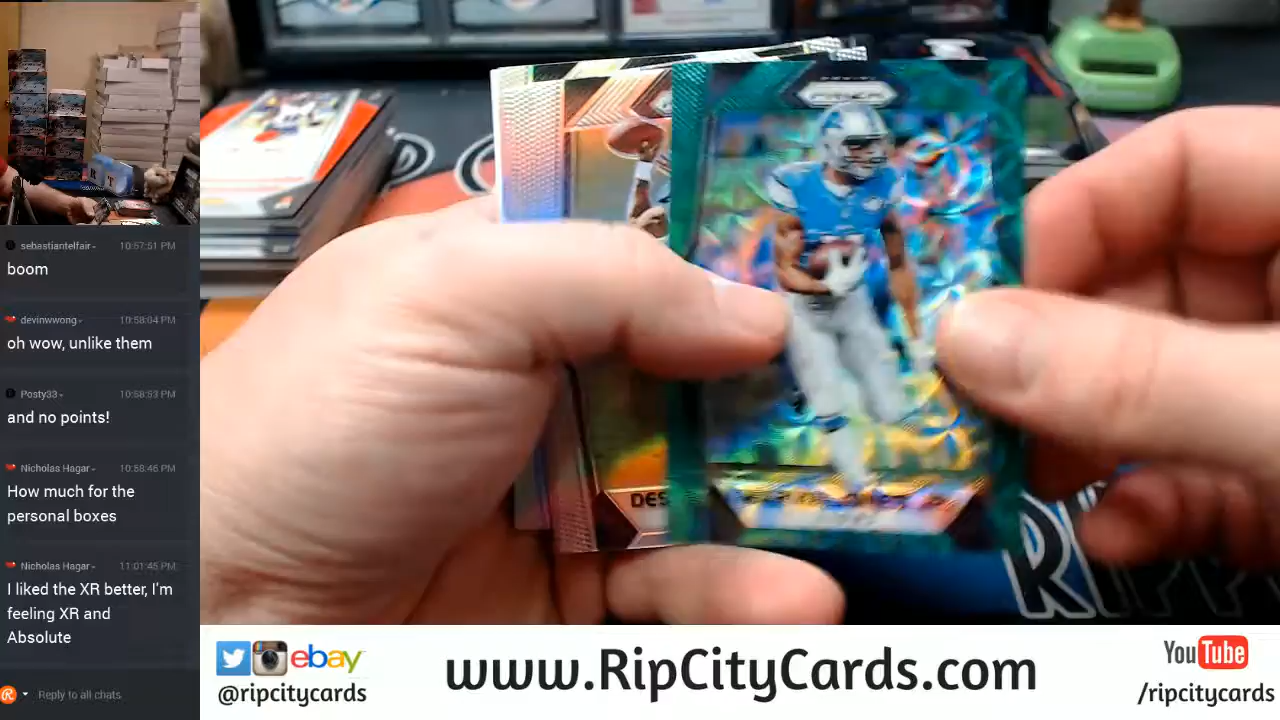 sebastiantelfair 10:57:51 PM
boom
devinwwong 10:58:04 PM
oh wow, unlike them
Posty33 10:58:53 PM
and no points!
Nicholas Hagar 10:58:46 PM
How much for the
personal boxes
Nicholas Hagar 11:01:45 PM
I liked the XR better, I'm
feeling XR and
Absolute
Reply to all chats
PRIZM
DES
RIPP
ebay
@ripcitycards
www.RipCityCards.com
YouTube
/ripcitycards